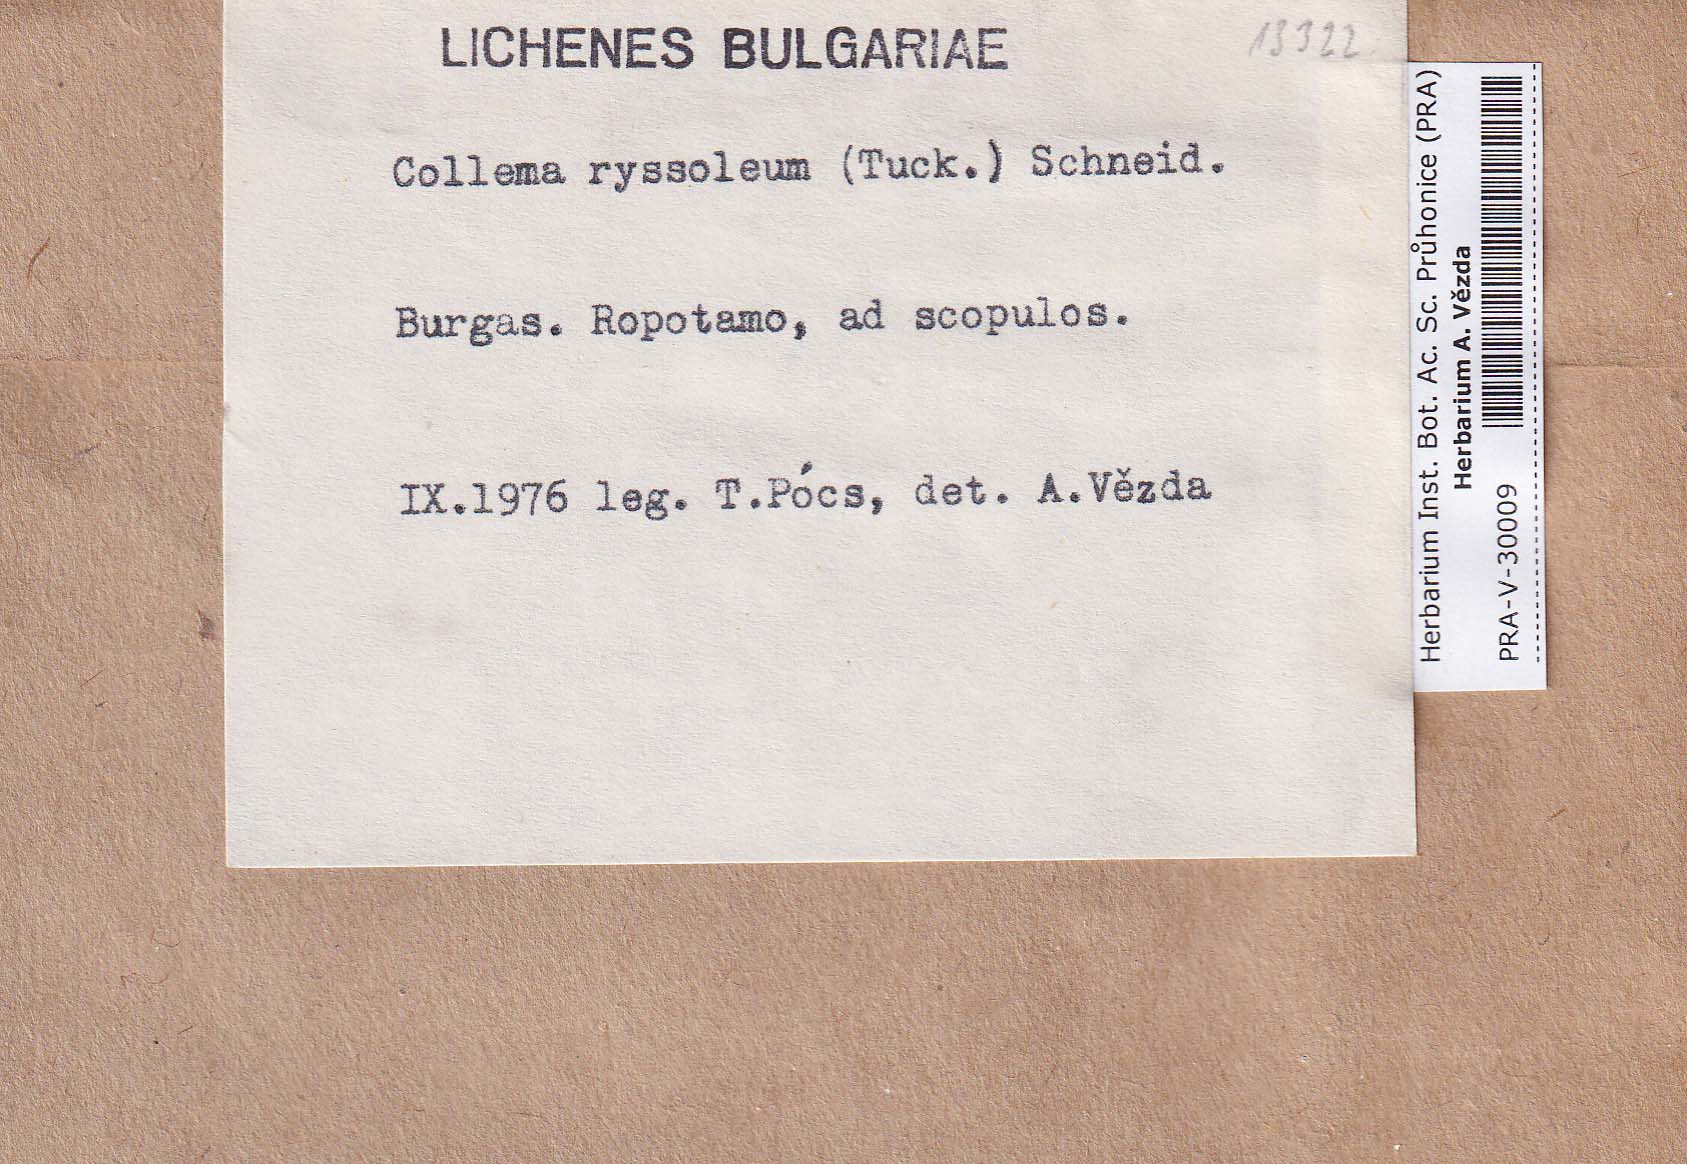 LICHENES BULGARIAE
13322
Collema ryssoleum (Tuck.) Schneid.
Burgas. Ropotamo, ad scopulos.
IX.1976 leg. T.Pócs, det. A.Vězda
Herbarium Inst. Bot. Ac. Sc. Průhonice (PRA)
Herbarium A. Vězda
PRA-V-30009